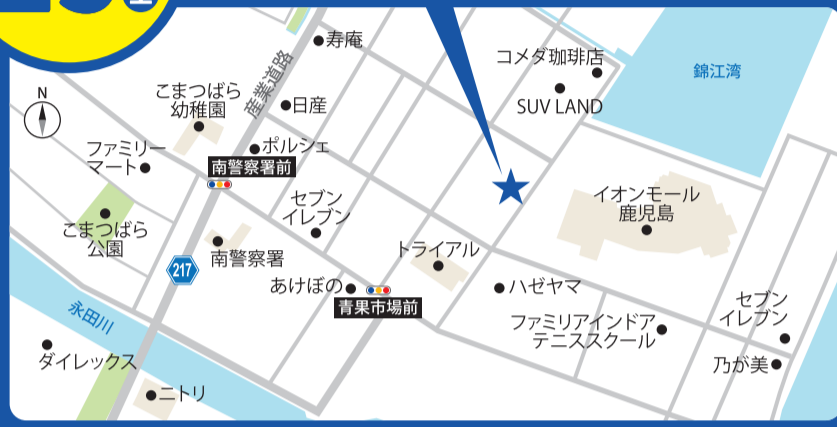 土
寿庵
コメダ珈琲店
錦江湾
SUV LAND
産業道路
N
こまつばら
幼稚園
日産
ポルシェ
ファミリー
マート
南警察署前
セブン
イレブン
イオンモール
鹿児島
こまつばら
公園
南警察署
トライアル
217
あけぼの
ハゼヤマ
青果市場前
永田川
ファミリアインドア
テニススクール
セブン
イレブン
ダイレックス
乃が美
ニトリ